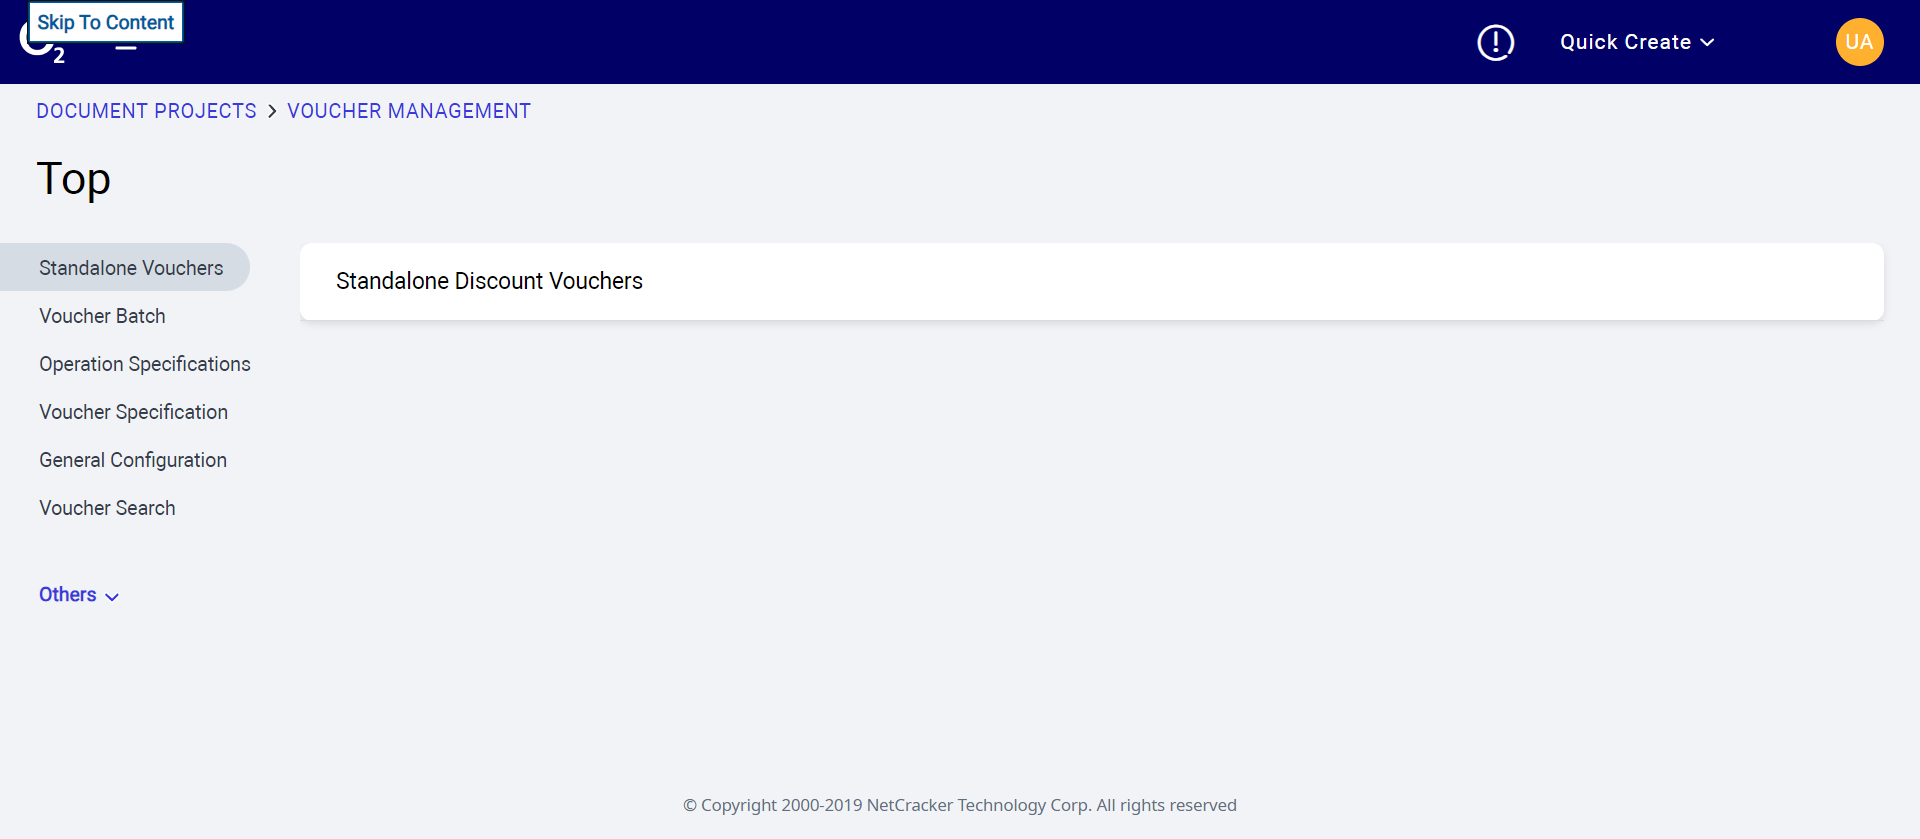 Skip To Content
2
Quick Create
UA
DOCUMENT PROJECTS > VOUCHER MANAGEMENT
Top
Standalone Vouchers
Standalone Discount Vouchers
Voucher Batch
Operation Specifications
Voucher Specification
General Configuration
Voucher Search
Others
© Copyright 2000-2019 NetCracker Technology Corp. All rights reserved